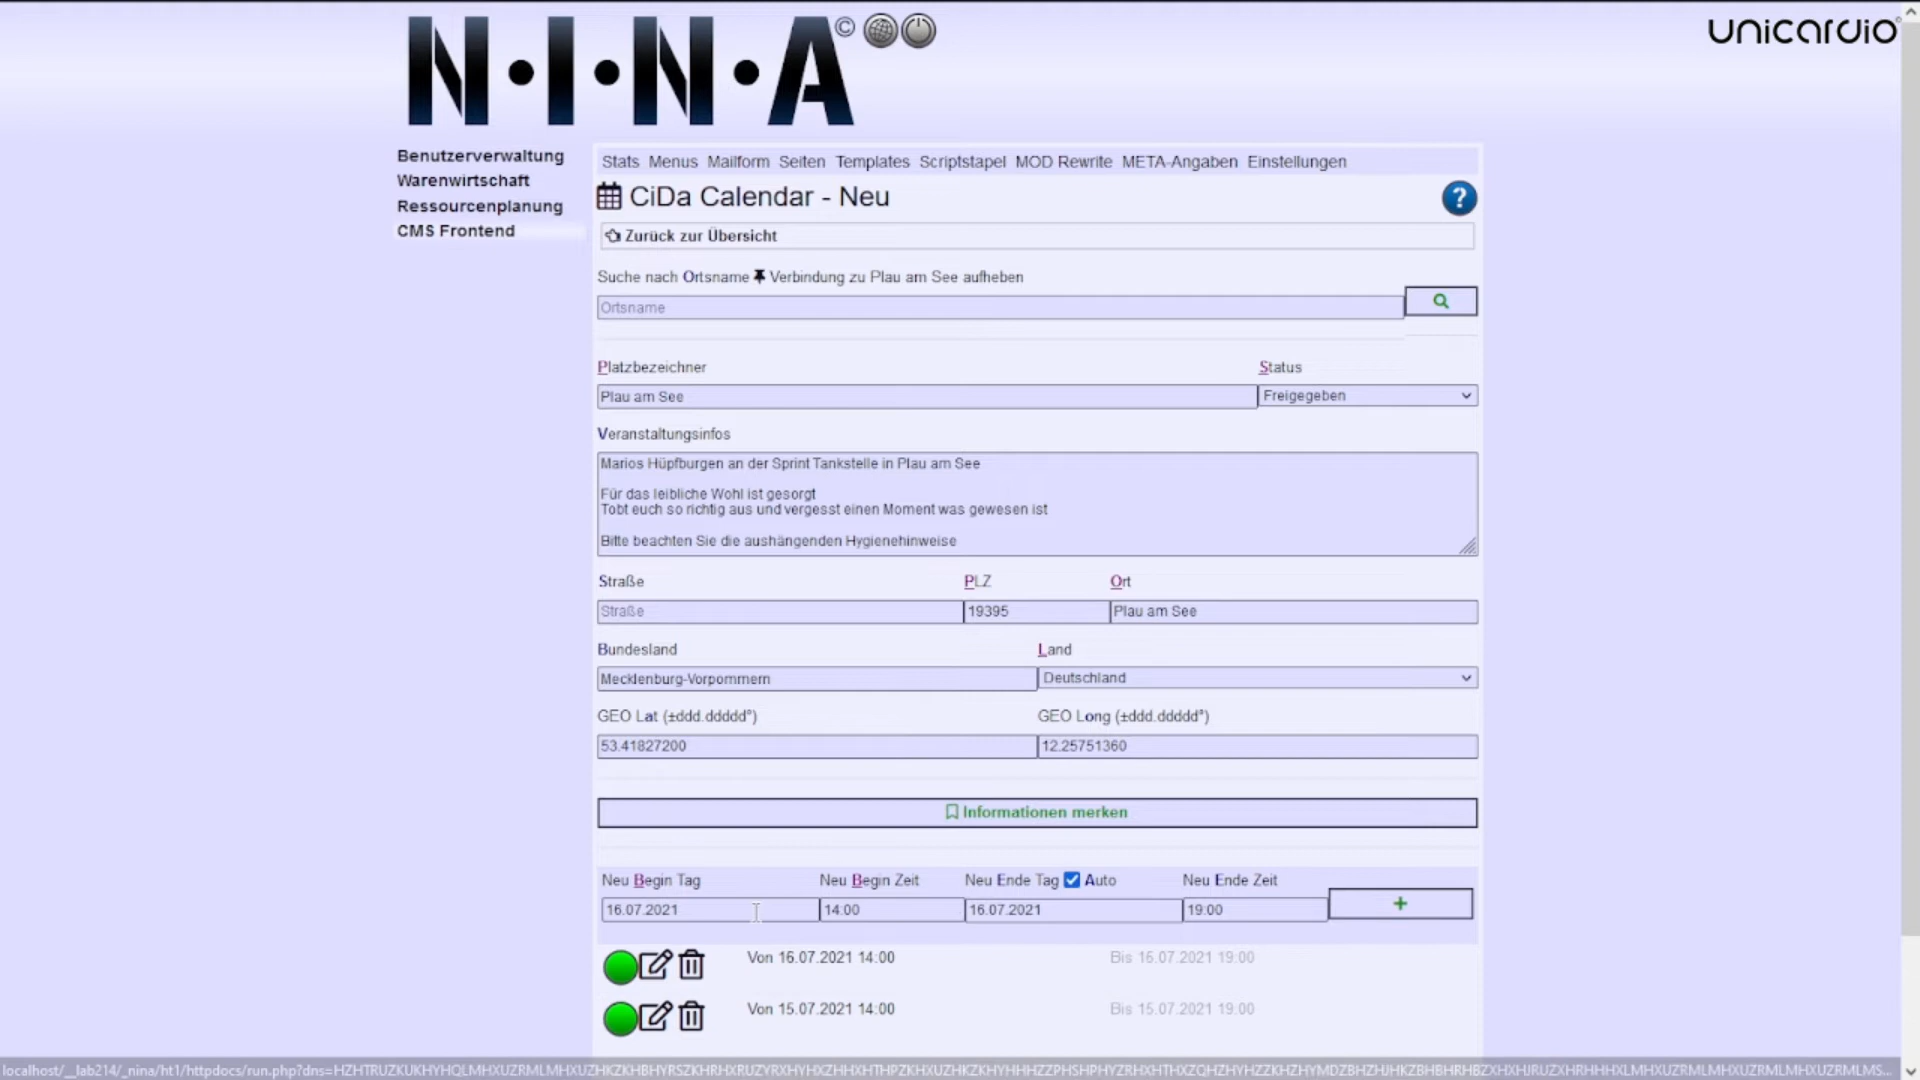 N·I·N·A©
unicardio®
Benutzerverwaltung
Warenwirtschaft
Ressourcenplanung
CMS Frontend
Stats Menus Mailform Seiten Templates Scriptstapel MOD Rewrite META-Angaben Einstellungen
CiDa Calendar - Neu
?
Zurück zur Übersicht
Suche nach Ortsname Verbindung zu Plau am See aufheben
Ortsname
Platzbezeichner Status
Plau am See Freigegeben
Veranstaltungsinfos
Marios Hüpfburgen an der Sprint Tankstelle in Plau am See
Für das leibliche Wohl ist gesorgt
Tobt euch so richtig aus und vergesst einen Moment was gewesen ist
Bitte beachten Sie die aushängenden Hygienehinweise
Straße PLZ Ort
Straße 19395 Plau am See
Bundesland Land
Mecklenburg-Vorpommern Deutschland
GEO Lat (±ddd.ddddd°) GEO Long (±ddd.ddddd°)
53.41827200 12.25751360
Informationen merken
Neu Begin Tag Neu Begin Zeit Neu Ende Tag Auto Neu Ende Zeit
16.07.2021 14:00 16.07.2021 19:00 +
Von 16.07.2021 14:00 Bis 16.07.2021 19:00
Von 15.07.2021 14:00 Bis 15.07.2021 19:00